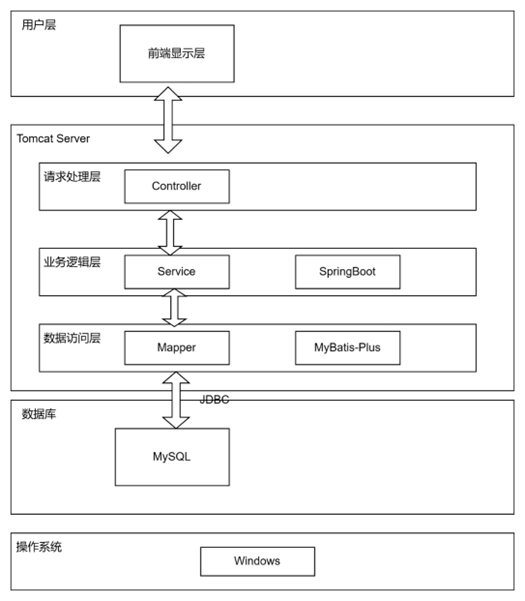 用户层
前端显示层
Tomcat Server
请求处理层
Controller
业务逻辑层
Service
SpringBoot
数据访问层
Mapper
MyBatis-Plus
JDBC
数据库
MySQL
操作系统
Windows